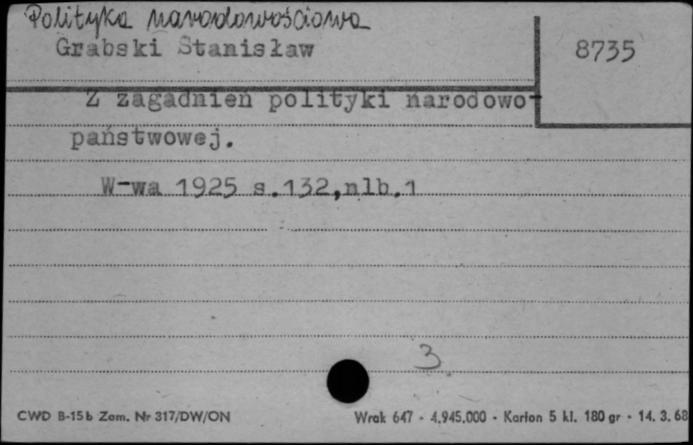 Polityka narodowościowa
Grabski Stanisław
8735
Z zagadnień polityki narodowo-
państwowej.
W-wa 1925 s.132,nlb.1
3
CWD B-15b Zam. Nr 317/DW/ON
Wrak 647 - 4.945.000 - Karton 5 kl. 180 gr - 14. 3. 68